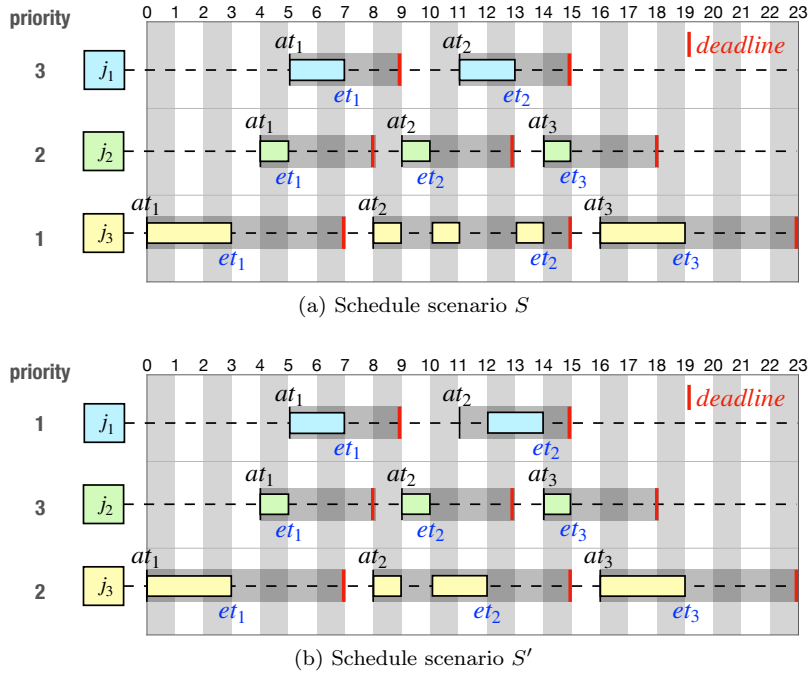 0 1 2 3 4 5 6 7 8 9 10 11 12 13 14 15 16 17 18 19 20 21 22 23
priority
at1 at2 deadline
3 j1
et1 et2
at1 at2 at3
2 j2
et1 et2 et3
at1 at2 at3
1 j3
et1 et2 et3
(a) Schedule scenario S
0 1 2 3 4 5 6 7 8 9 10 11 12 13 14 15 16 17 18 19 20 21 22 23
priority
at1 at2 deadline
1 j1
et1 et2
at1 at2 at3
3 j2
et1 et2 et3
at1 at2 at3
2 j3
et1 et2 et3
(b) Schedule scenario S′